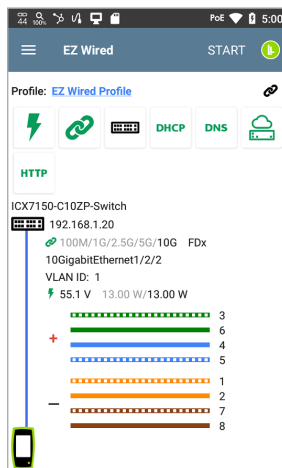 44 100% PoE 5:00
EZ Wired START L
Profile: EZ Wired Profile
DHCP DNS
HTTP
ICX7150-C10ZP-Switch
192.168.1.20
100M/1G/2.5G/5G/10G FDx
10GigabitEthernet1/2/2
VLAN ID: 1
55.1 V 13.00 W/13.00 W
3
+ 6
4
5
1
— 2
7
8